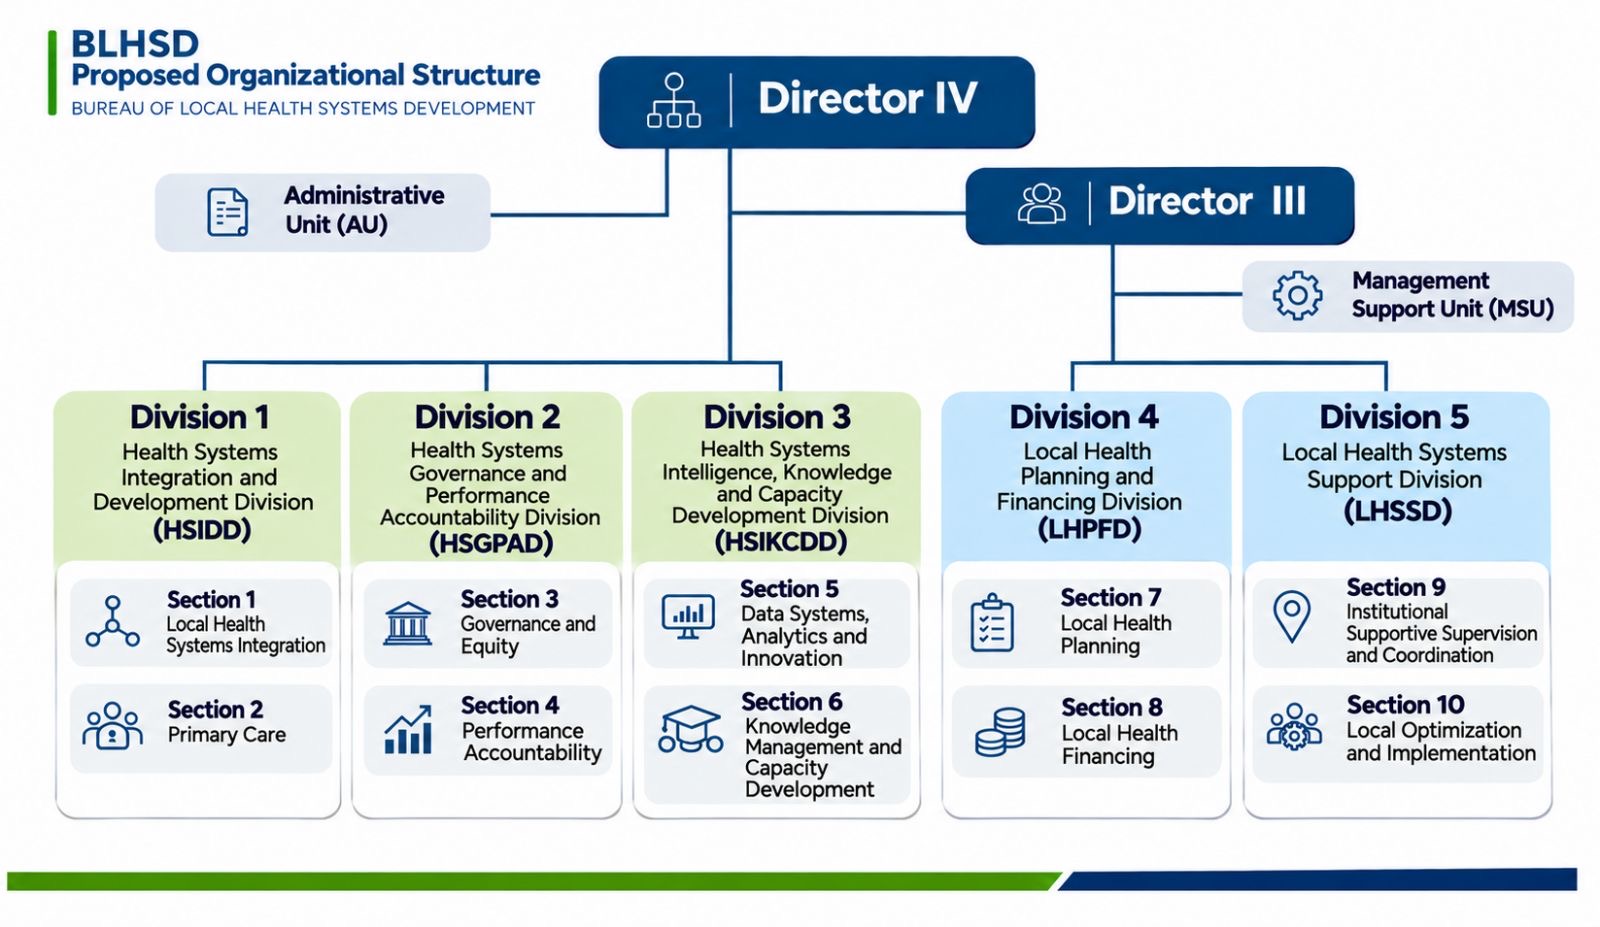 BLHSD
Proposed Organizational Structure
BUREAU OF LOCAL HEALTH SYSTEMS DEVELOPMENT
Director IV
Administrative
Unit (AU)
Director III
Management
Support Unit (MSU)
Division 1
Health Systems
Integration and
Development Division
(HSIDD)
Section 1
Local Health
Systems Integration
Section 2
Primary Care
Division 2
Health Systems
Governance and
Performance
Accountability Division
(HSGPAD)
Section 3
Governance and
Equity
Section 4
Performance
Accountability
Division 3
Health Systems
Intelligence, Knowledge
and Capacity
Development Division
(HSIKCDD)
Section 5
Data Systems,
Analytics and
Innovation
Section 6
Knowledge
Management and
Capacity
Development
Division 4
Local Health
Planning and
Financing Division
(LHPFD)
Section 7
Local Health
Planning
Section 8
Local Health
Financing
Division 5
Local Health Systems
Support Division
(LHSSD)
Section 9
Institutional
Supportive Supervision
and Coordination
Section 10
Local Optimization
and Implementation